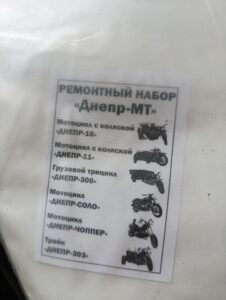 РЕМОНТНЫЙ НАБОР
«Днепр-МТ»
Мотоцикл с коляской
«ДНЕПР-16»
Мотоцикл с коляской
«ДНЕПР-11»
Грузовой трицикл
«ДНЕПР-300»
Мотоцикл
«ДНЕПР-СОЛО»
Мотоцикл
«ДНЕПР-ЧОППЕР»
Трайк
«ДНЕПР-303»